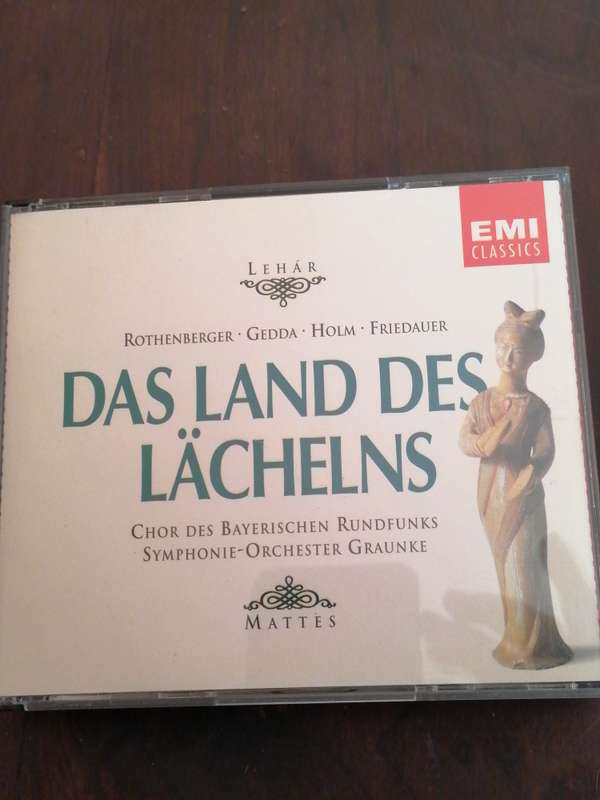 EMI
CLASSICS
LEHÁR
ROTHENBERGER · GEDDA · HOLM · FRIEDAUER
DAS LAND DES
LÄCHELNS
CHOR DES BAYERISCHEN RUNDFUNKS
SYMPHONIE-ORCHESTER GRAUNKE
MATTES